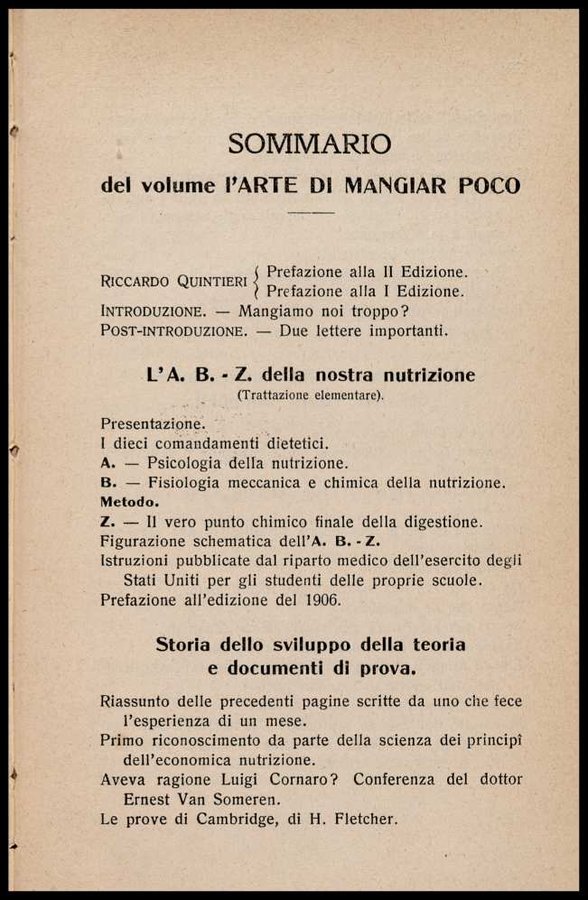 SOMMARIO
del volume l'ARTE DI MANGIAR POCO
RICCARDO QUINTIERI { Prefazione alla II Edizione.
Prefazione alla I Edizione.
INTRODUZIONE. — Mangiamo noi troppo?
POST-INTRODUZIONE. — Due lettere importanti.
L'A. B. - Z. della nostra nutrizione
(Trattazione elementare).
Presentazione.
I dieci comandamenti dietetici.
A. — Psicologia della nutrizione.
B. — Fisiologia meccanica e chimica della nutrizione.
Metodo.
Z. — Il vero punto chimico finale della digestione.
Figurazione schematica dell'A. B. - Z.
Istruzioni pubblicate dal riparto medico dell'esercito degli
Stati Uniti per gli studenti delle proprie scuole.
Prefazione all'edizione del 1906.
Storia dello sviluppo della teoria
e documenti di prova.
Riassunto delle precedenti pagine scritte da uno che fece
l'esperienza di un mese.
Primo riconoscimento da parte della scienza dei principî
dell'economica nutrizione.
Aveva ragione Luigi Cornaro? Conferenza del dottor
Ernest Van Someren.
Le prove di Cambridge, di H. Fletcher.